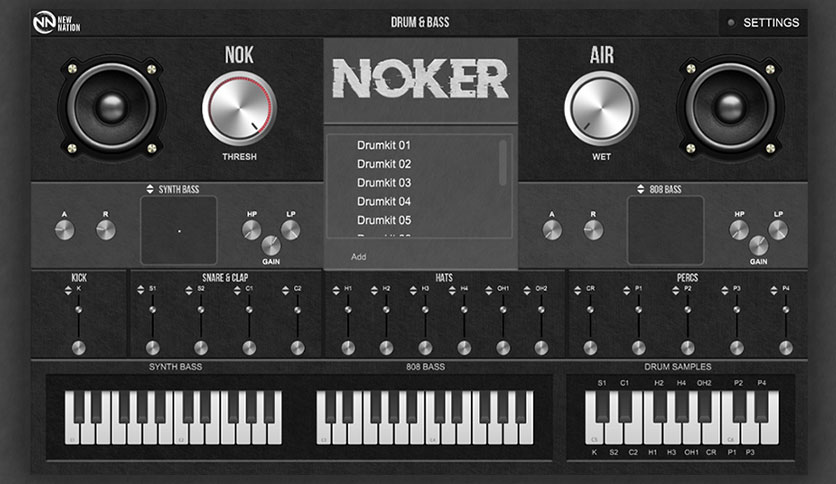 NN NEW NATION
DRUM & BASS
SETTINGS
NOK
THRESH
NOKER
AIR
WET
Drumkit 01
Drumkit 02
Drumkit 03
Drumkit 04
Drumkit 05
Add
SYNTH BASS
A R HP LP
GAIN
808 BASS
A R HP LP
GAIN
KICK
K
SNARE & CLAP
S1 S2 C1 C2
HATS
H1 H2 H3 H4 OH1 OH2
PERCS
CR P1 P2 P3 P4
SYNTH BASS
808 BASS
DRUM SAMPLES
S1 C1 H2 H4 OH2 P2 P4
C5
K S2 C2 H1 H3 OH1 CR P1 P3